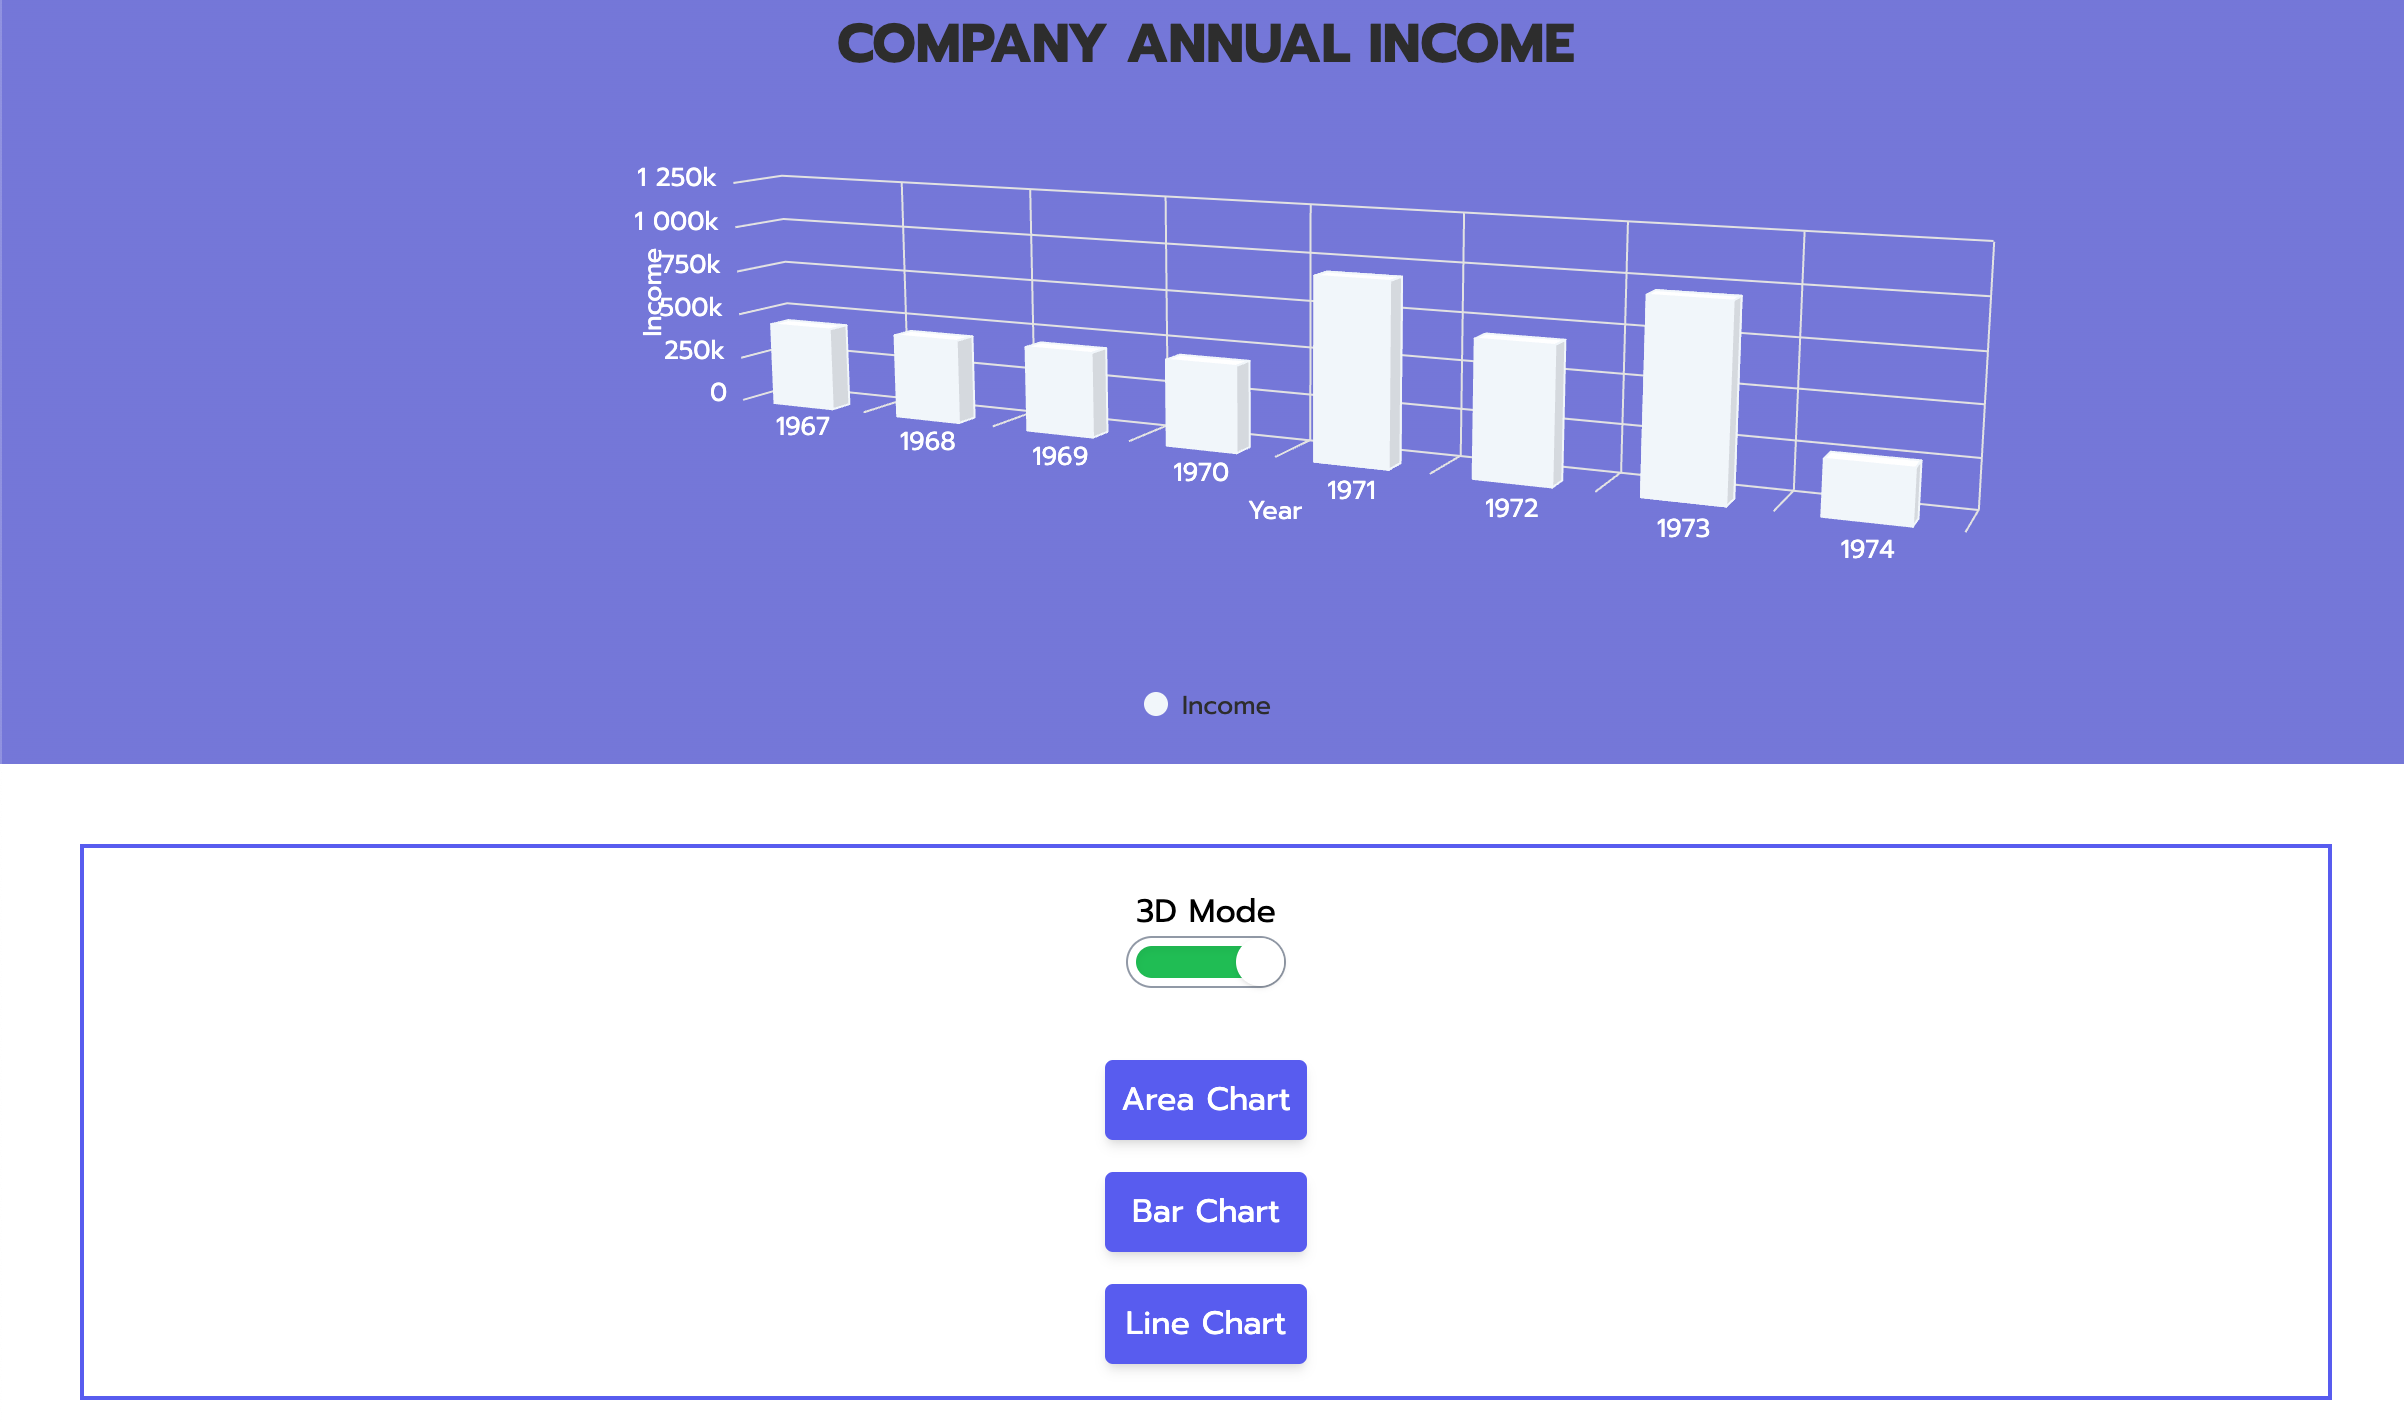 COMPANY ANNUAL INCOME
1 250k
1 000k
750k
500k
250k
0
Income
1967
1968
1969
1970
1971
1972
1973
1974
Year
Income
3D Mode
Area Chart
Bar Chart
Line Chart